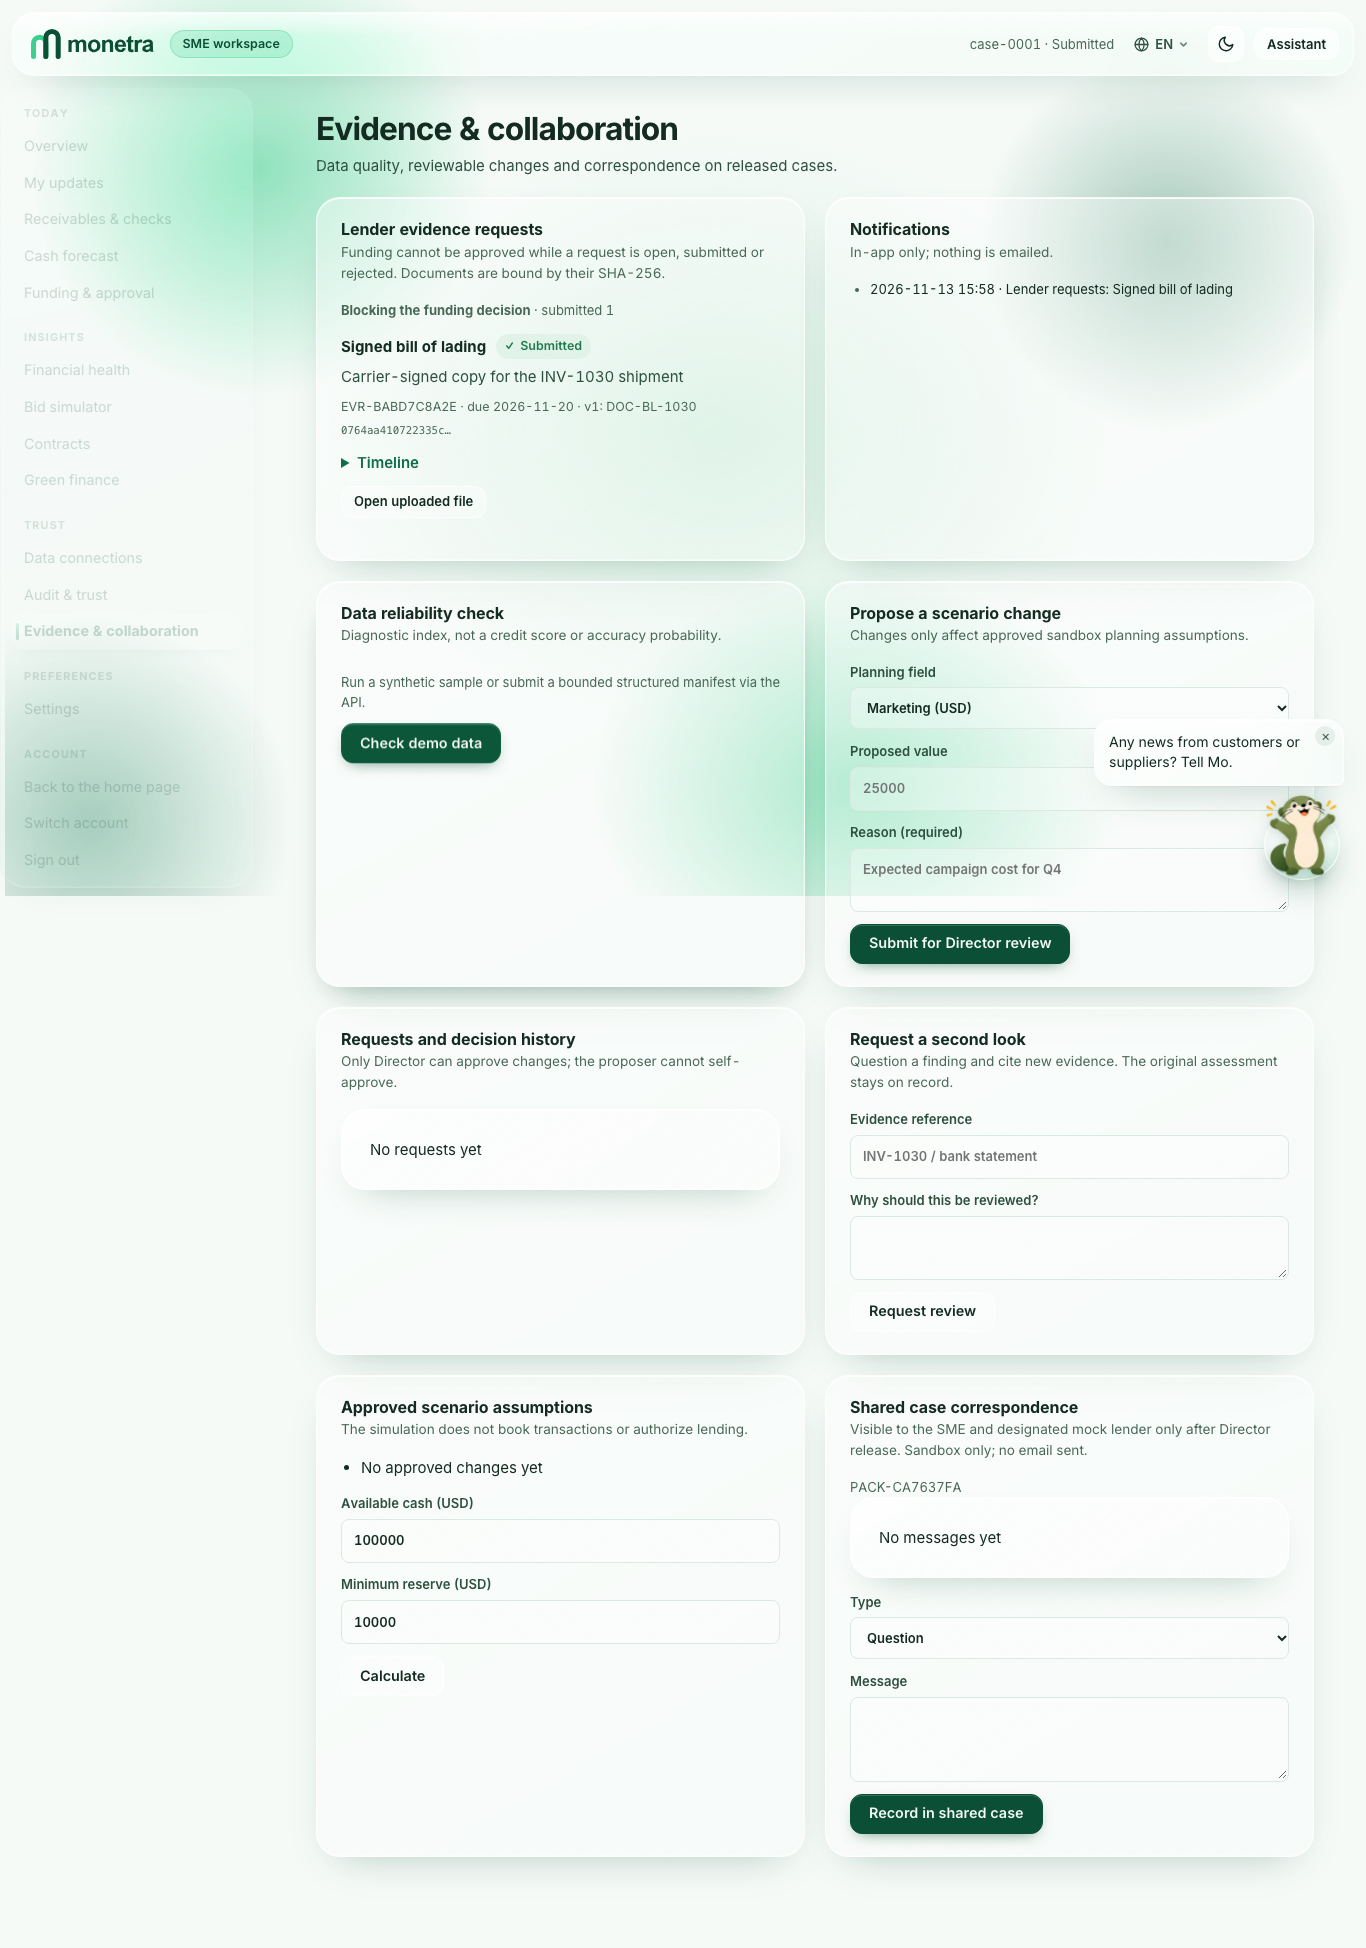 monetra
SME workspace
case-0001 · Submitted
EN
Assistant
TODAY
Overview
My updates
Receivables & checks
Cash forecast
Funding & approval
INSIGHTS
Financial health
Bid simulator
Contracts
Green finance
TRUST
Data connections
Audit & trust
Evidence & collaboration
PREFERENCES
Settings
ACCOUNT
Back to the home page
Switch account
Sign out
Evidence & collaboration
Data quality, reviewable changes and correspondence on released cases.
Lender evidence requests
Funding cannot be approved while a request is open, submitted or
rejected. Documents are bound by their SHA-256.
Blocking the funding decision · submitted 1
Signed bill of lading
✓ Submitted
Carrier-signed copy for the INV-1030 shipment
EVR-BABD7C8A2E · due 2026-11-20 · v1: DOC-BL-1030
0764aa410722335c…
Timeline
Open uploaded file
Notifications
In-app only; nothing is emailed.
• 2026-11-13 15:58 · Lender requests: Signed bill of lading
Data reliability check
Diagnostic index, not a credit score or accuracy probability.
Run a synthetic sample or submit a bounded structured manifest via the
API.
Check demo data
Propose a scenario change
Changes only affect approved sandbox planning assumptions.
Planning field
Marketing (USD)
Proposed value
25000
Reason (required)
Expected campaign cost for Q4
Submit for Director review
Any news from customers or
suppliers? Tell Mo.
Requests and decision history
Only Director can approve changes; the proposer cannot self-
approve.
No requests yet
Request a second look
Question a finding and cite new evidence. The original assessment
stays on record.
Evidence reference
INV-1030 / bank statement
Why should this be reviewed?
Request review
Approved scenario assumptions
The simulation does not book transactions or authorize lending.
• No approved changes yet
Available cash (USD)
100000
Minimum reserve (USD)
10000
Calculate
Shared case correspondence
Visible to the SME and designated mock lender only after Director
release. Sandbox only; no email sent.
PACK-CA7637FA
No messages yet
Type
Question
Message
Record in shared case